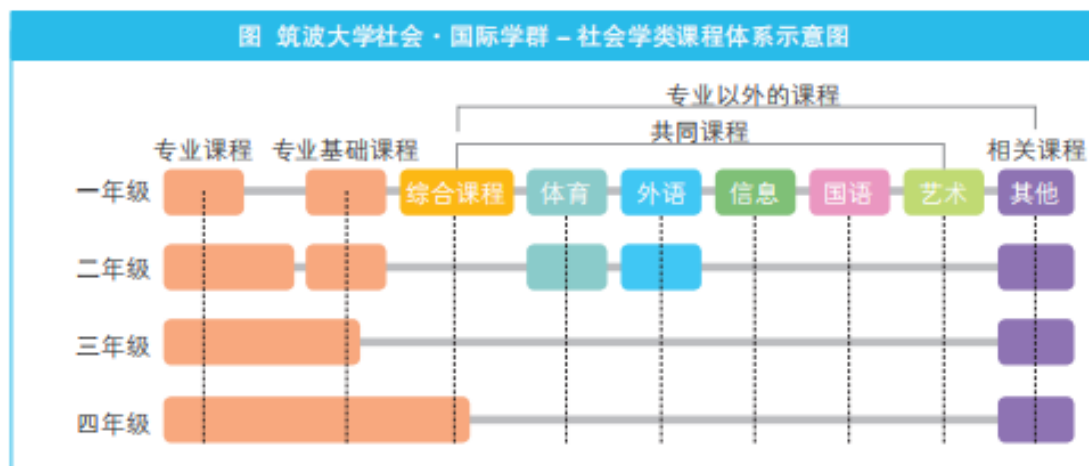 图 筑波大学社会·国际学群－社会学类课程体系示意图
专业以外的课程
共同课程
专业课程 专业基础课程 相关课程
一年级 综合课程 体育 外语 信息 国语 艺术 其他
二年级
三年级
四年级